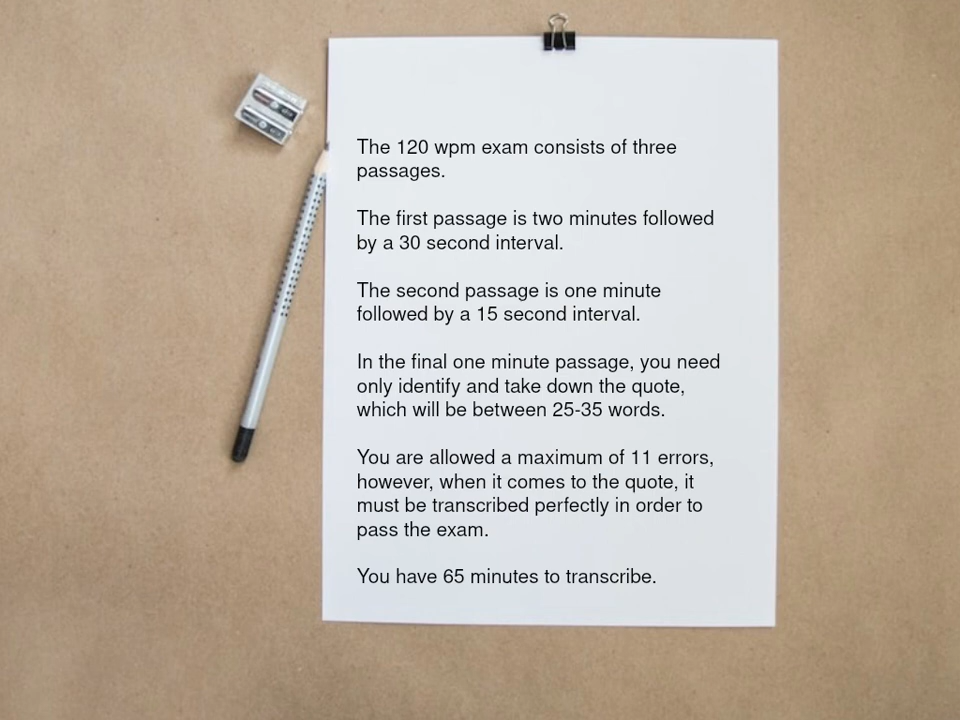 The 120 wpm exam consists of three
passages.
The first passage is two minutes followed
by a 30 second interval.
The second passage is one minute
followed by a 15 second interval.
In the final one minute passage, you need
only identify and take down the quote,
which will be between 25-35 words.
You are allowed a maximum of 11 errors,
however, when it comes to the quote, it
must be transcribed perfectly in order to
pass the exam.
You have 65 minutes to transcribe.